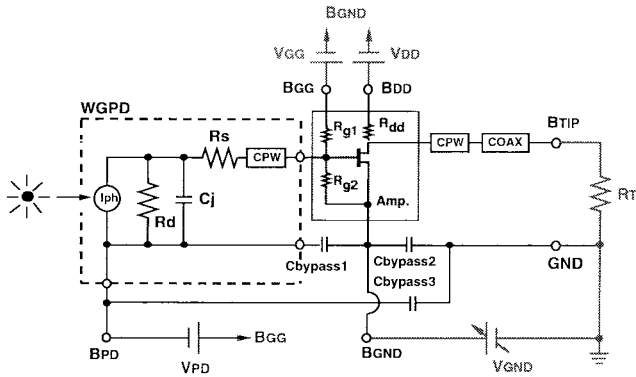 BGND
VGG
VDD
BGG
BDD
WGPD
Rs
CPW
Rg1
Rdd
CPW
COAX
BTIP
Iph
Rd
Cj
Rg2
Amp.
RT
Cbypass1
Cbypass2
GND
Cbypass3
BPD
VPD
BGG
BGND
VGND